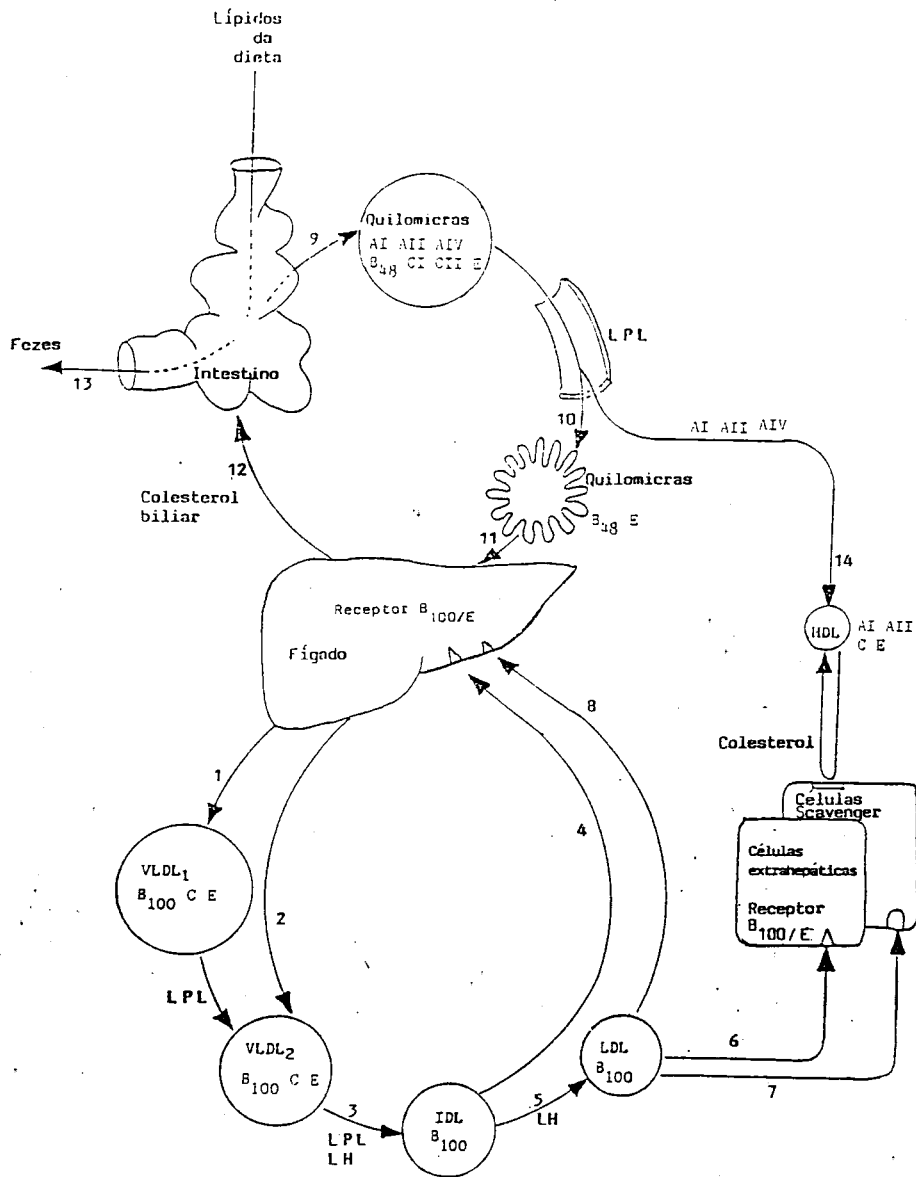 Lípidos
da
dieta
9
Quilomicras
AI AII AIV
B48 CI CII E
LPL
Fezes
13
Intestino
10
AI AII AIV
12
Colesterol
biliar
Quilomicras
B48 E
11
14
Receptor B100/E
Fígado
HDL
AI AII
C E
8
Colesterol
1
4
Celulas
Scavenger
Células
extrahepáticas
Receptor
B100/E
VLDL1
B100 C E
2
LPL
VLDL2
B100 C E
LDL
B100
6
7
3
LPL
LH
IDL
B100
5
LH